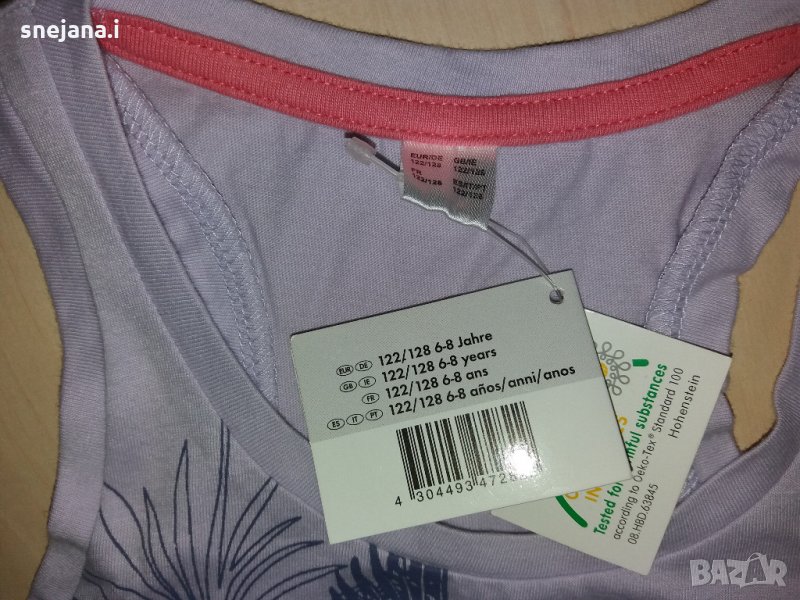 snejana.i
EUR/DE
122/128
FR
122/128
GB/IE
122/128
ES/IT/PT
122/128
EUR DE 122/128 6-8 Jahre
GB IE 122/128 6-8 years
FR 122/128 6-8 ans
ES IT PT 122/128 6-8 años/anni/anos
4 304493 472
Tested for
ful substances
according to Oeko-Tex® Standard 100
08.HBD.63845
Hohenstein
BAZAR